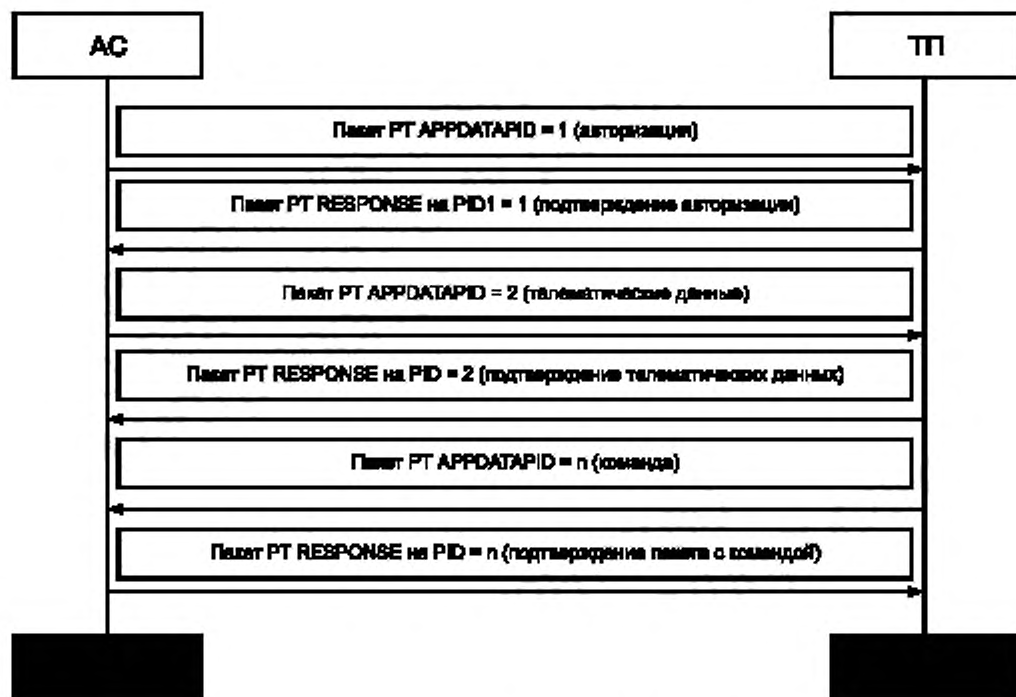 АС
ТП
Пакет PT APPDATAPID = 1 (авторизация)
Пакет PT RESPONSE на PID1 = 1 (подтверждение авторизации)
Пакет PT APPDATAPID = 2 (телематические данные)
Пакет PT RESPONSE на PID = 2 (подтверждение телематических данных)
Пакет PT APPDATAPID = n (команда)
Пакет PT RESPONSE на PID = n (подтверждение пакета с командой)